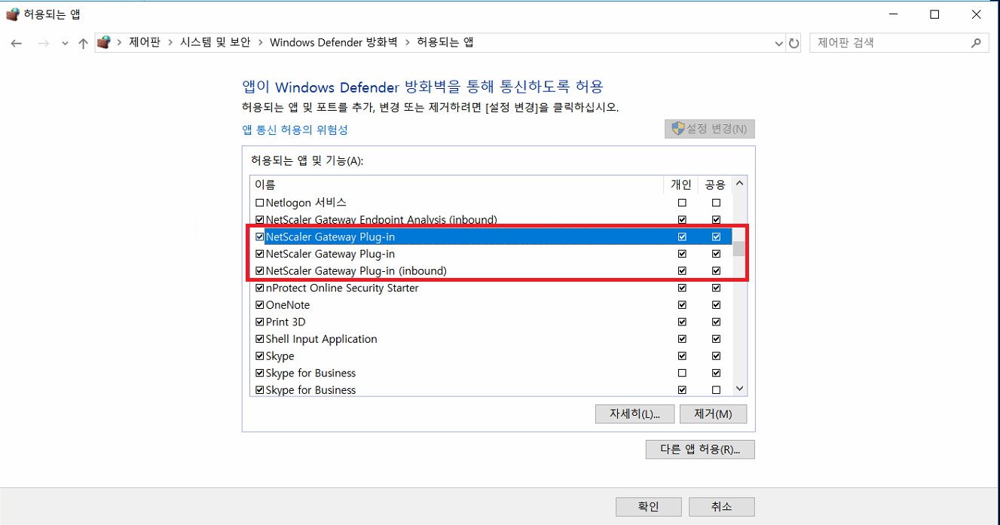 허용되는 앱
제어판 > 시스템 및 보안 > Windows Defender 방화벽 > 허용되는 앱
제어판 검색
앱이 Windows Defender 방화벽을 통해 통신하도록 허용
허용되는 앱 및 포트를 추가, 변경 또는 제거하려면 [설정 변경]을 클릭하십시오.
앱 통신 허용의 위험성
설정 변경(N)
허용되는 앱 및 기능(A):
이름 개인 공용
Netlogon 서비스
NetScaler Gateway Endpoint Analysis (inbound)
NetScaler Gateway Plug-in
NetScaler Gateway Plug-in
NetScaler Gateway Plug-in (inbound)
nProtect Online Security Starter
OneNote
Print 3D
Shell Input Application
Skype
Skype for Business
Skype for Business
자세히(L)... 제거(M)
다른 앱 허용(R)...
확인 취소